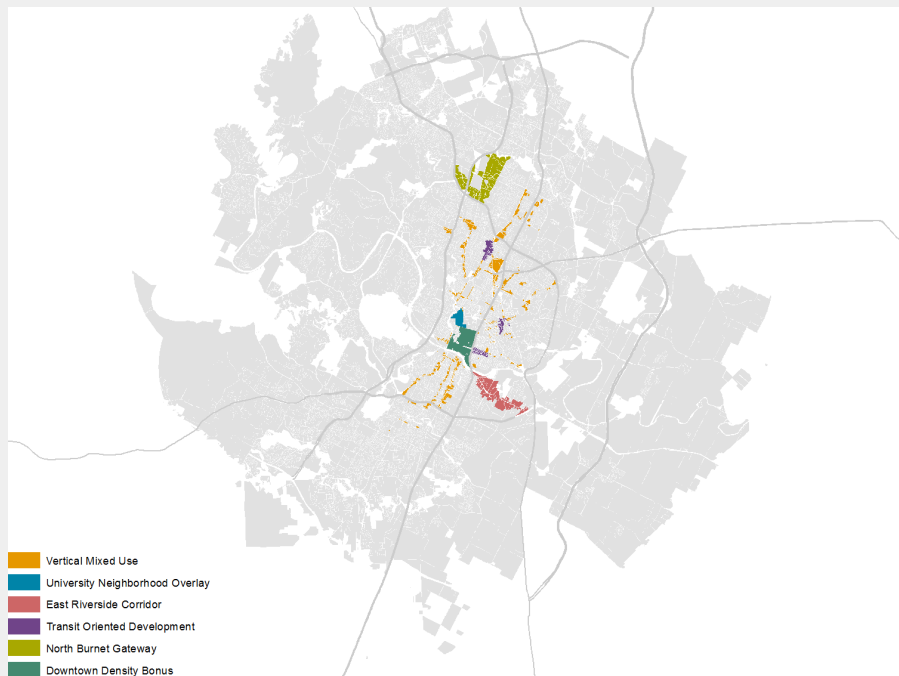 Vertical Mixed Use
University Neighborhood Overlay
East Riverside Corridor
Transit Oriented Development
North Burnet Gateway
Downtown Density Bonus